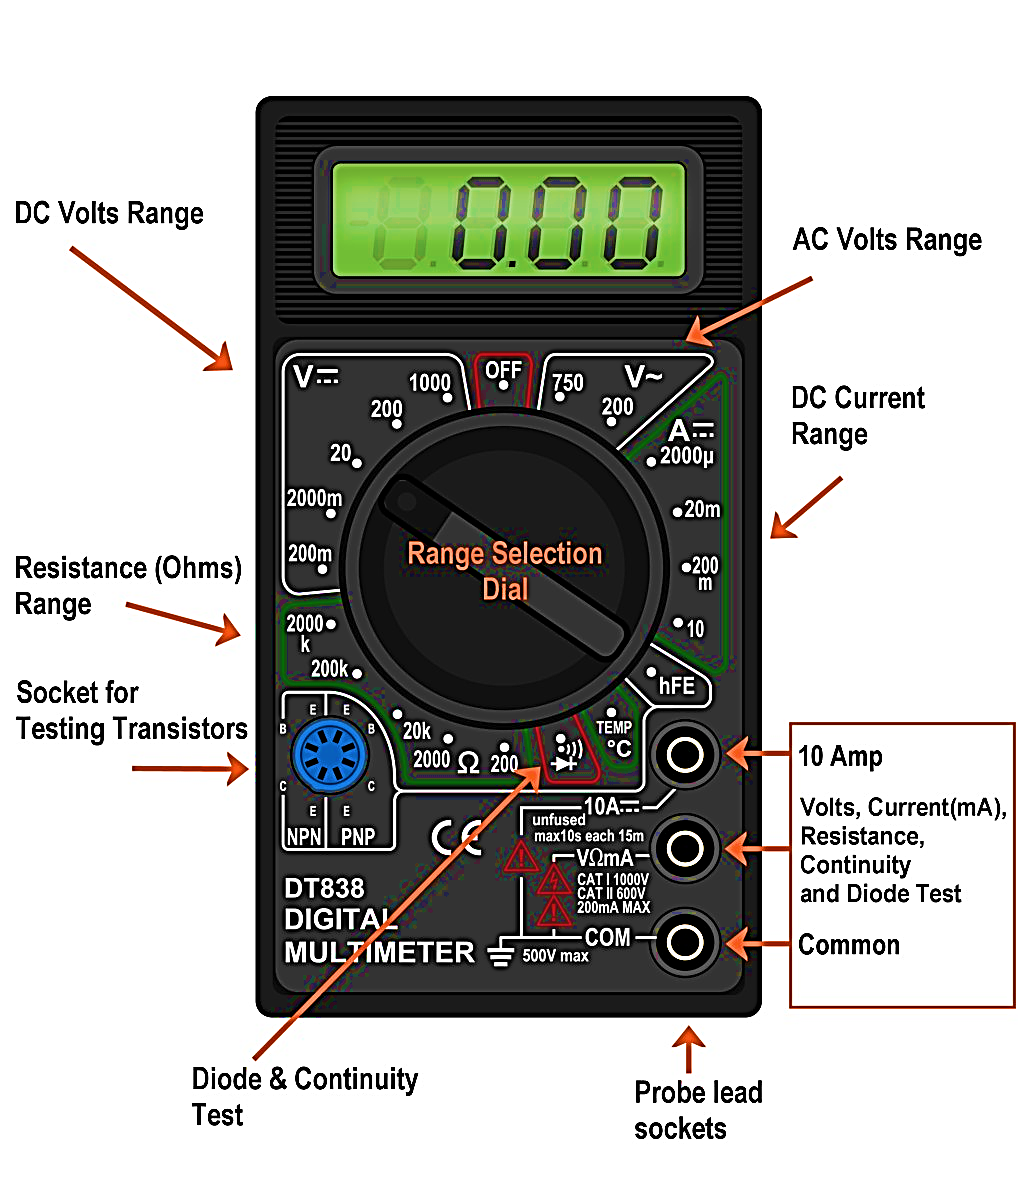 0.00
DC Volts Range
AC Volts Range
V
1000
OFF
750
V~
200
200
DC Current
Range
A
20
2000µ
2000m
20m
Range Selection
Dial
200m
200
m
Resistance (Ohms)
Range
2000
k
10
200k
hFE
Socket for
Testing Transistors
E E
B B
C C
E E
NPN PNP
20k
2000 Ω 200
TEMP
°C
10 Amp
Volts, Current(mA),
Resistance,
Continuity
and Diode Test
Common
10A
unfused
max10s each 15m
VΩmA
CAT I 1000V
CAT II 600V
200mA MAX
COM
500V max
CE
DT838
DIGITAL
MULTIMETER
Diode & Continuity
Test
Probe lead
sockets